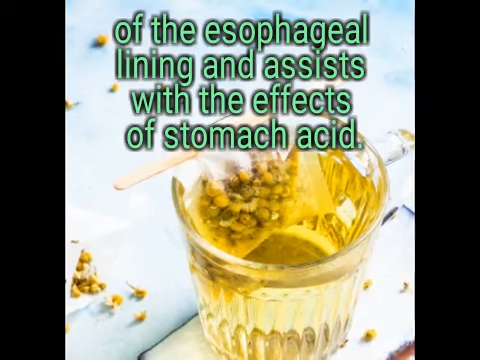 of the esophageal
lining and assists
with the effects
of stomach acid.